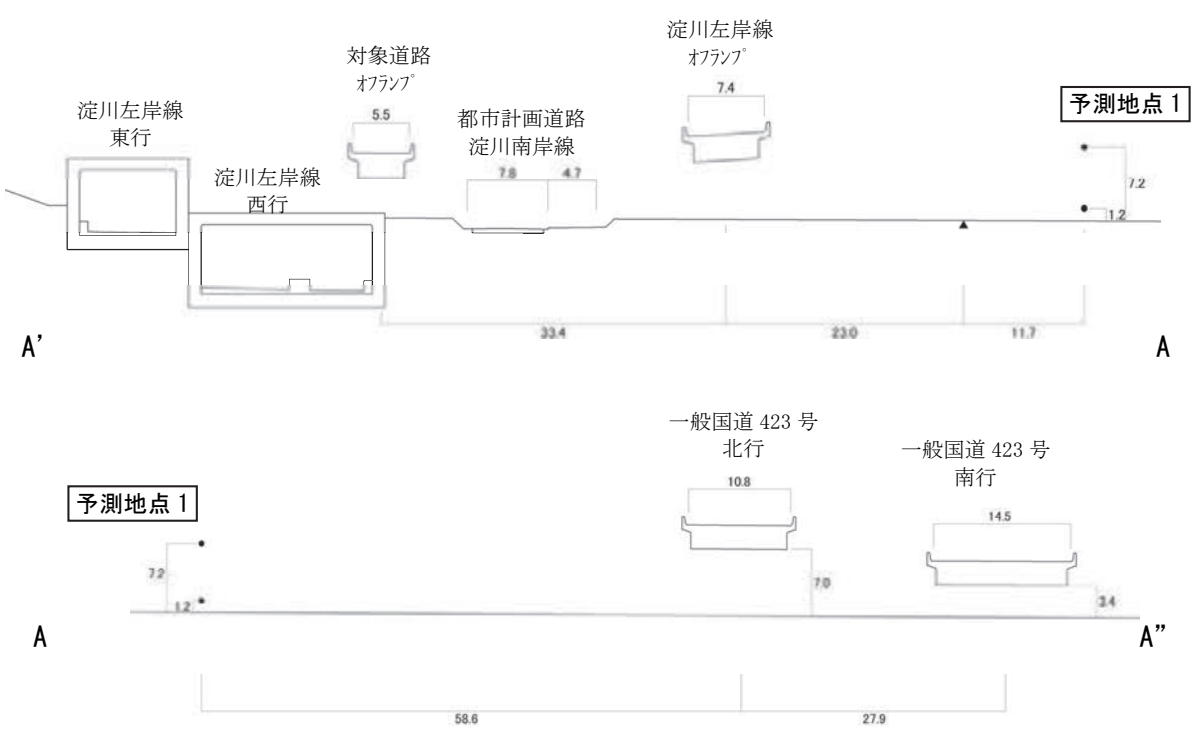 淀川左岸線
オフランプ
7.4
対象道路
オフランプ
5.5
予測地点 1
淀川左岸線
東行
都市計画道路
淀川南岸線
7.8
4.7
淀川左岸線
西行
7.2
1.2
33.4
23.0
11.7
A'
A
一般国道 423 号
北行
10.8
一般国道 423 号
南行
14.5
予測地点 1
7.2
1.2
7.0
3.4
A
A”
58.6
27.9